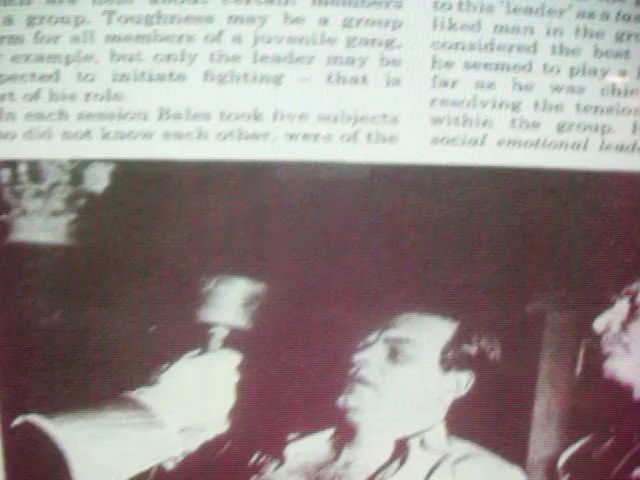 a group. Toughness may be a group
for all members of a juvenile gang,
example, but only the leader may be
to initiate fighting – that is
of his role.
In each session Bales took five subjects
did not know each other, were of the
to this 'leader' as a
liked man in the
considered the best
he seemed to play a
far as he was
resolving the tension
within the group.
social emotional